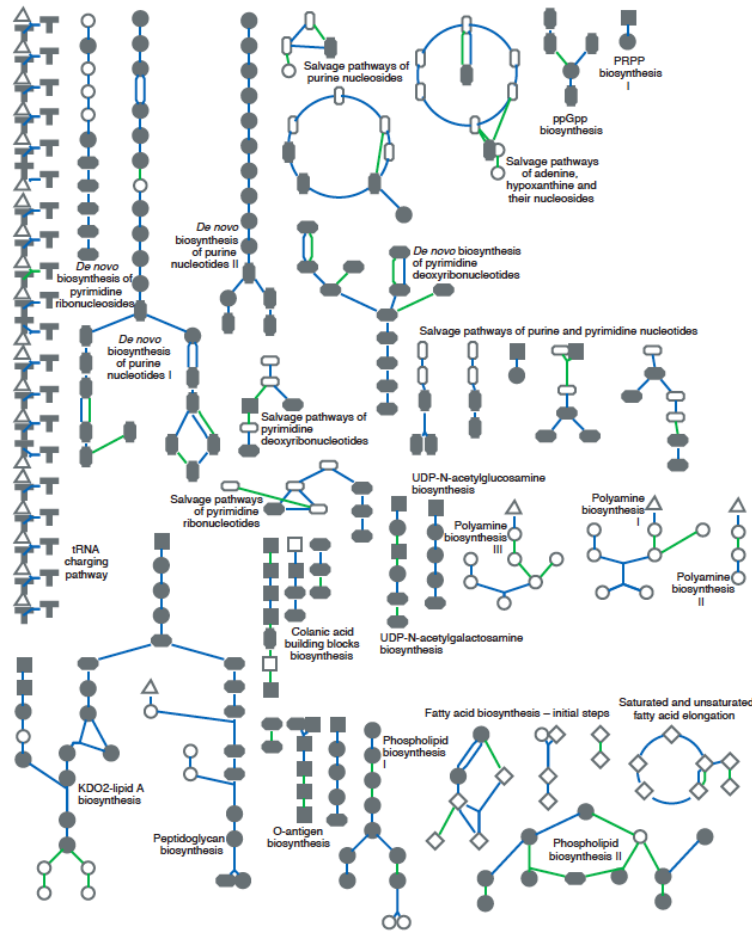 Salvage pathways of
purine nucleosides
PRPP
biosynthesis
I
ppGpp
biosynthesis
Salvage pathways
of adenine,
hypoxanthine and
their nucleosides
De novo
biosynthesis of
pyrimidine
ribonucleosides
De novo
biosynthesis
of purine
nucleotides II
De novo biosynthesis
of pyrimidine
deoxyribonucleotides
De novo
biosynthesis
of purine
nucleotides I
Salvage pathways of purine and pyrimidine nucleotides
Salvage pathways of
pyrimidine
deoxyribonucleotides
Salvage pathways
of pyrimidine
ribonucleotides
UDP-N-acetylglucosamine
biosynthesis
Polyamine
biosynthesis
III
Polyamine
biosynthesis
I
Polyamine
biosynthesis
II
tRNA
charging
pathway
Colanic acid
building blocks
biosynthesis
UDP-N-acetylgalactosamine
biosynthesis
KDO2-lipid A
biosynthesis
Peptidoglycan
biosynthesis
O-antigen
biosynthesis
Phospholipid
biosynthesis
I
Fatty acid biosynthesis – initial steps
Saturated and unsaturated
fatty acid elongation
Phospholipid
biosynthesis II